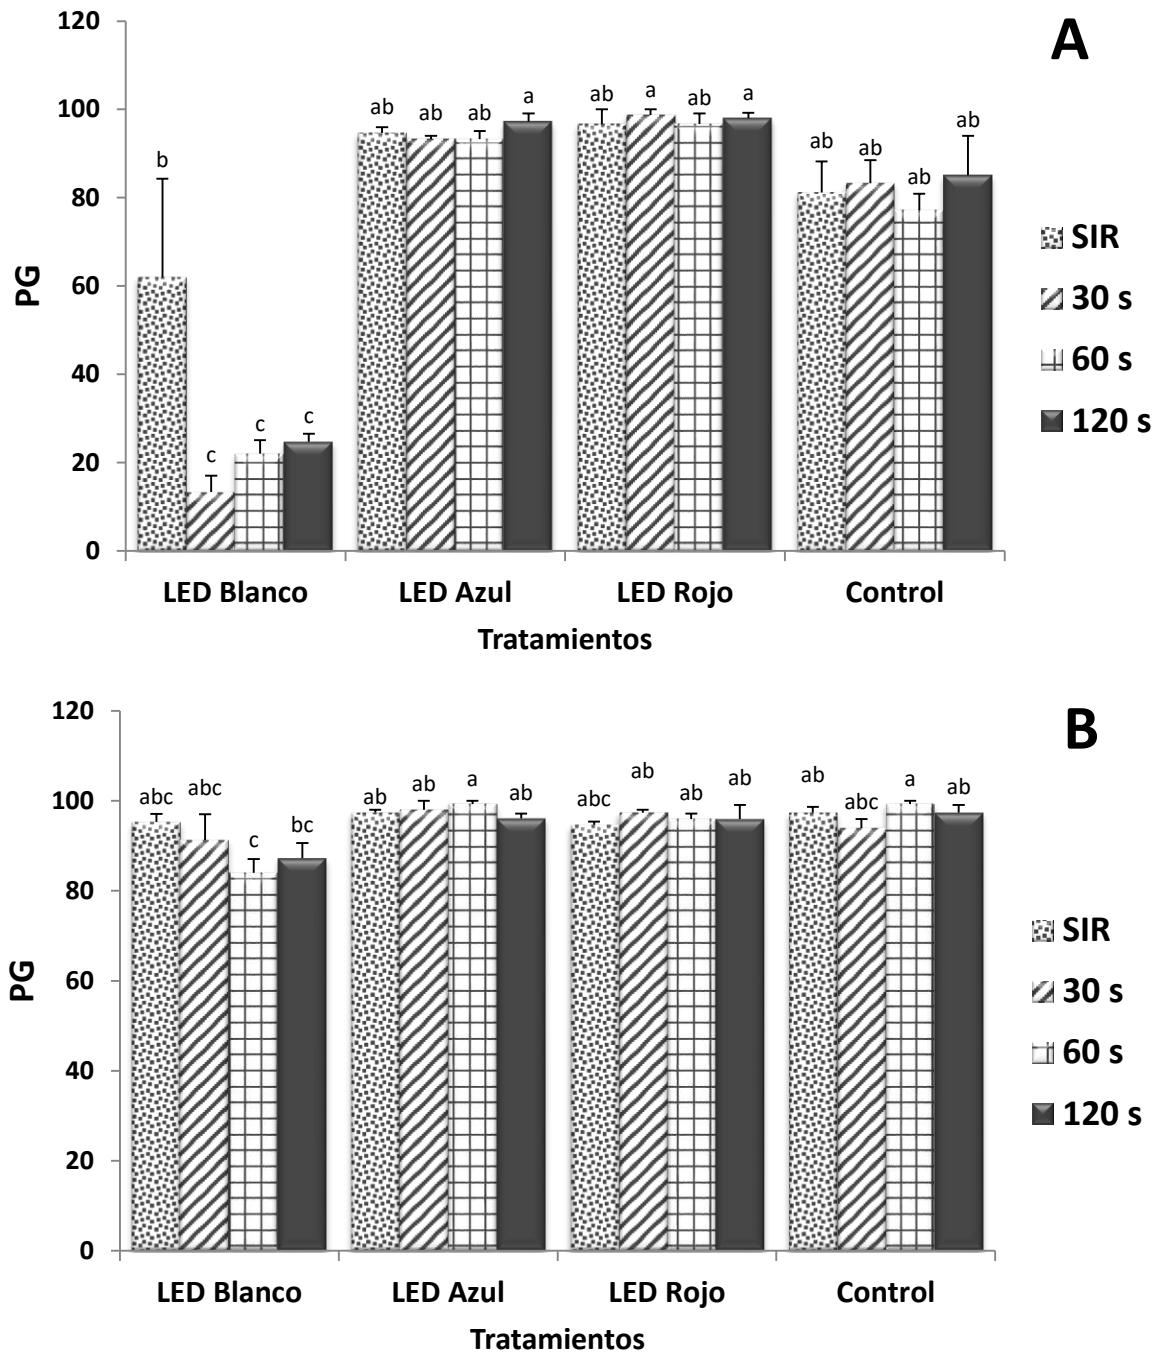 A
120
100
80
60
40
20
0
PG
b
c
c
c
ab
ab
ab
a
ab
a
ab
a
ab
ab
ab
ab
SIR
30 s
60 s
120 s
LED Blanco
LED Azul
LED Rojo
Control
Tratamientos
B
120
100
80
60
40
20
0
PG
abc
abc
c
bc
ab
ab
a
ab
abc
ab
ab
ab
ab
abc
a
ab
SIR
30 s
60 s
120 s
LED Blanco
LED Azul
LED Rojo
Control
Tratamientos